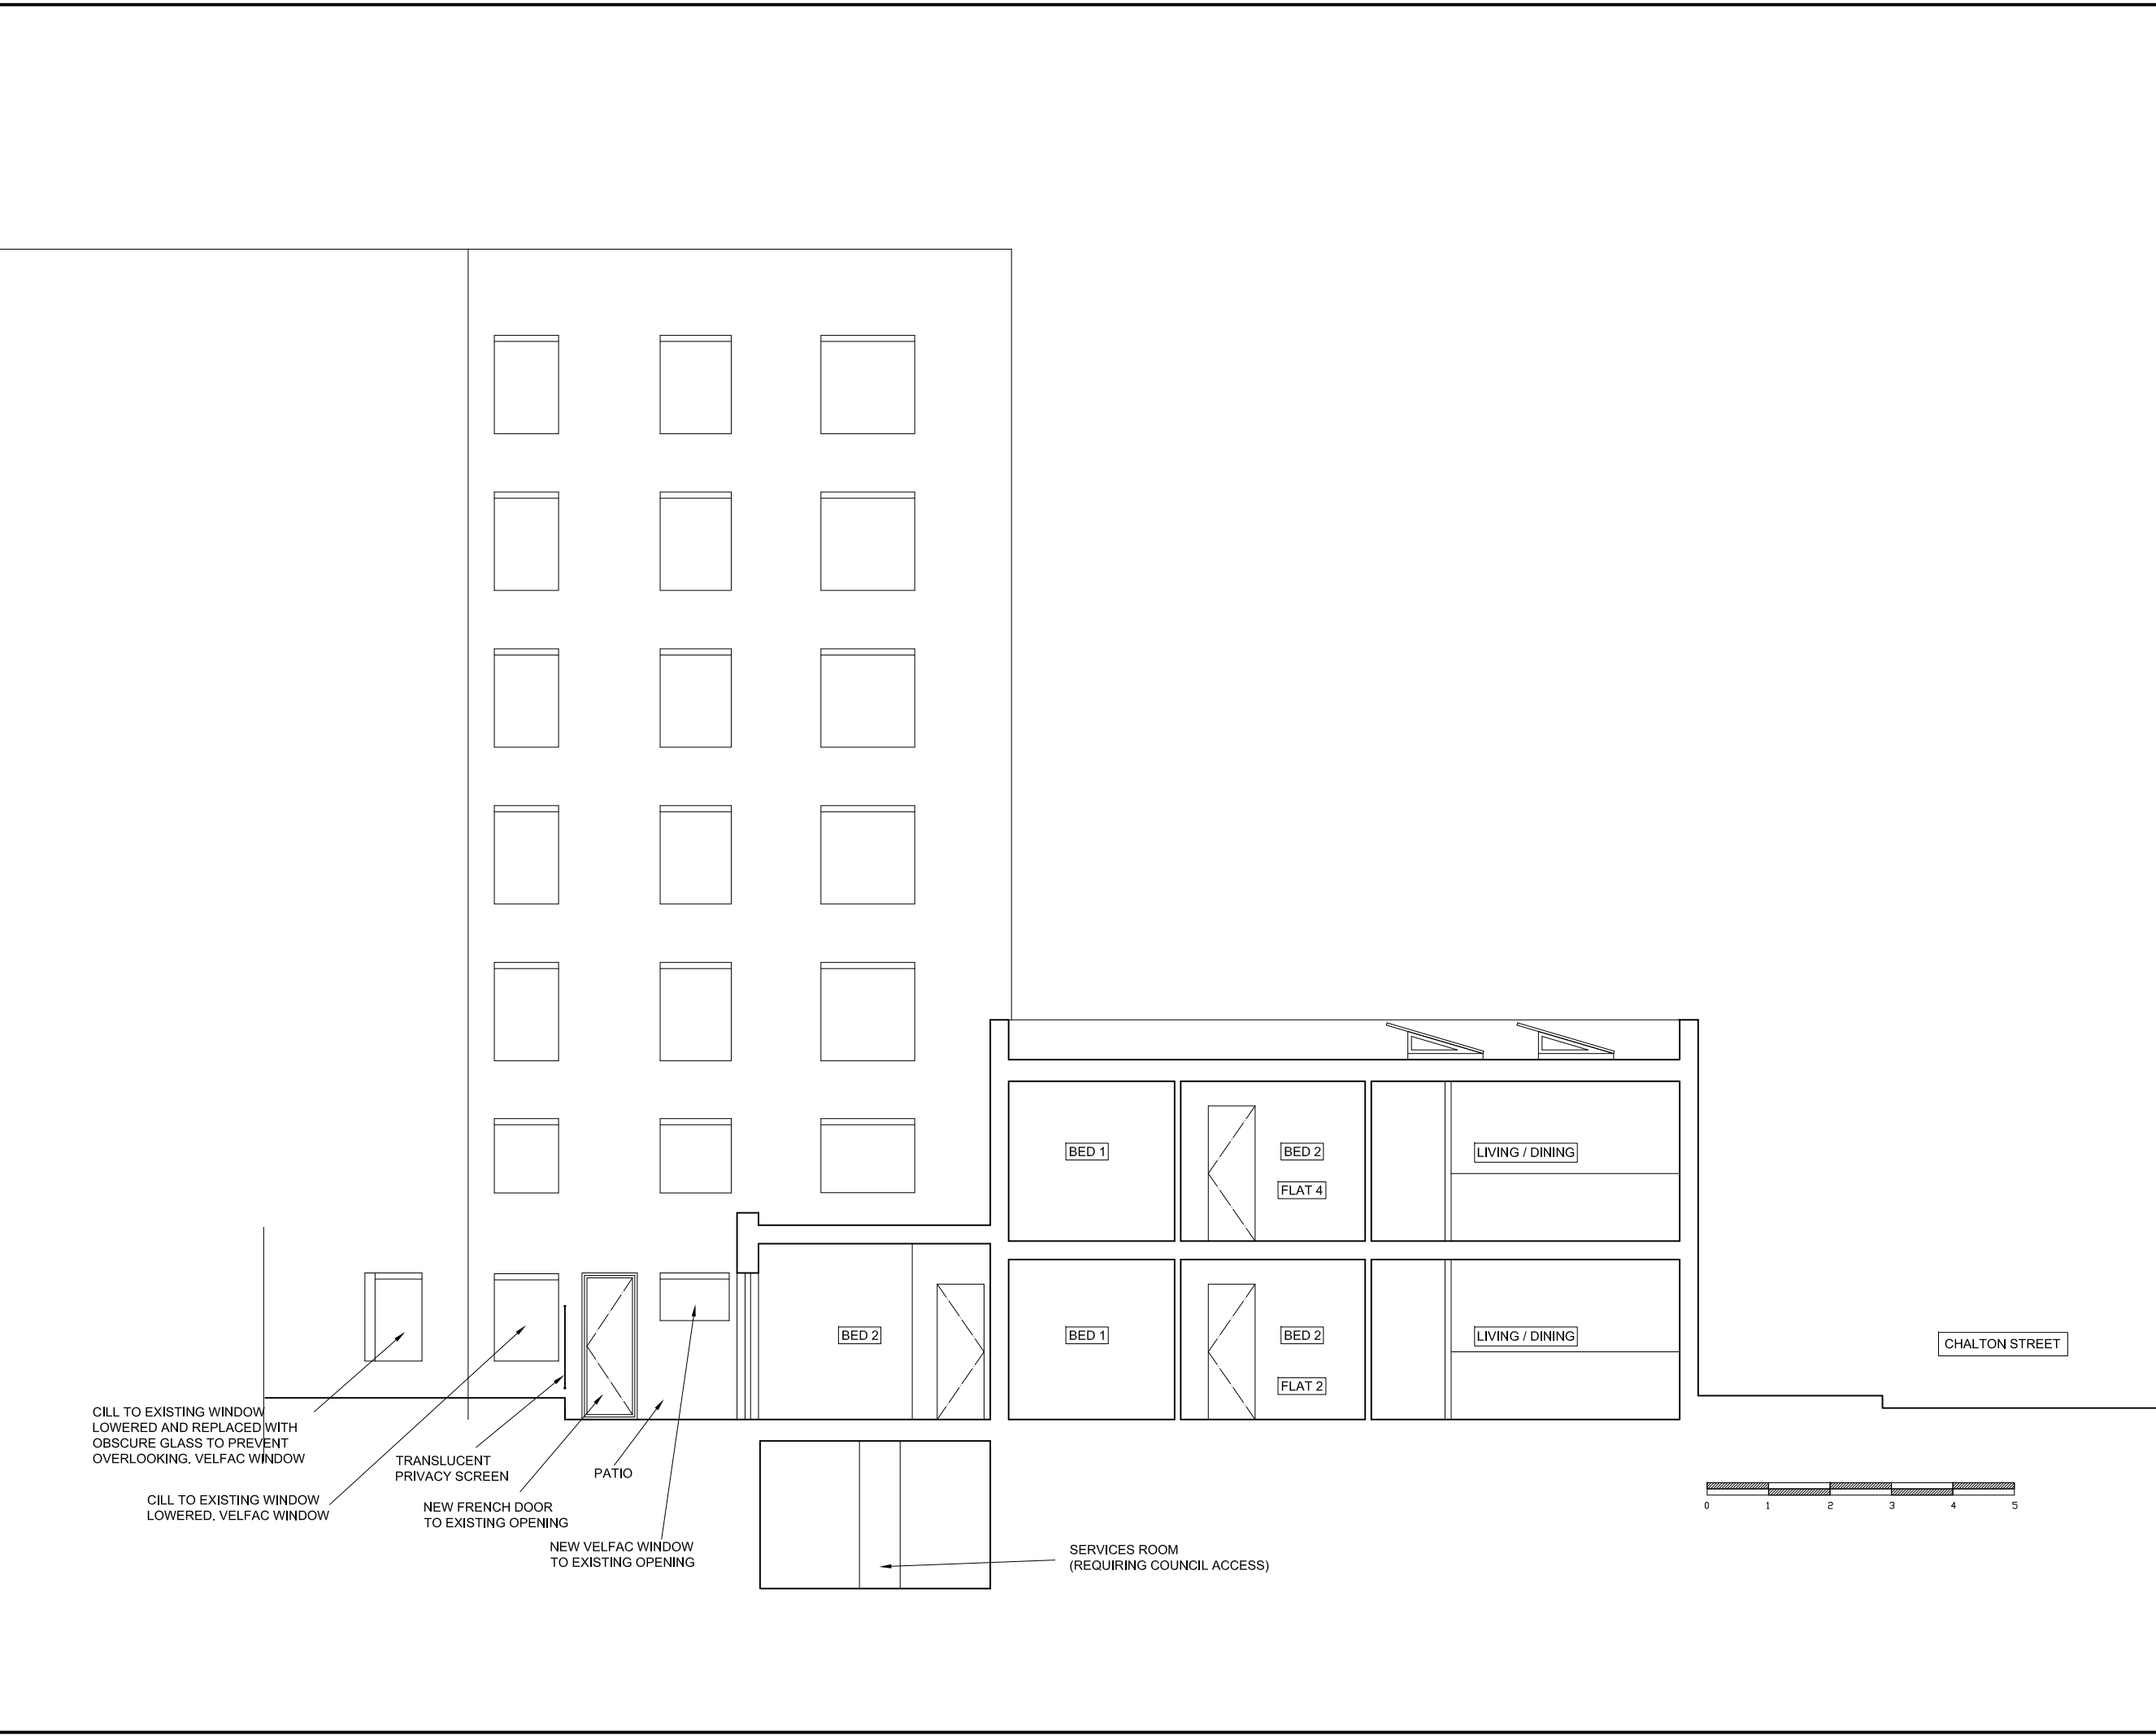 BED 1
BED 2
LIVING / DINING
FLAT 4
BED 2
BED 1
BED 2
LIVING / DINING
FLAT 2
CHALTON STREET
CILL TO EXISTING WINDOW
LOWERED AND REPLACED WITH
OBSCURE GLASS TO PREVENT
OVERLOOKING. VELFAC WINDOW
CILL TO EXISTING WINDOW
LOWERED. VELFAC WINDOW
TRANSLUCENT
PRIVACY SCREEN
NEW FRENCH DOOR
TO EXISTING OPENING
PATIO
NEW VELFAC WINDOW
TO EXISTING OPENING
SERVICES ROOM
(REQUIRING COUNCIL ACCESS)
0 1 2 3 4 5